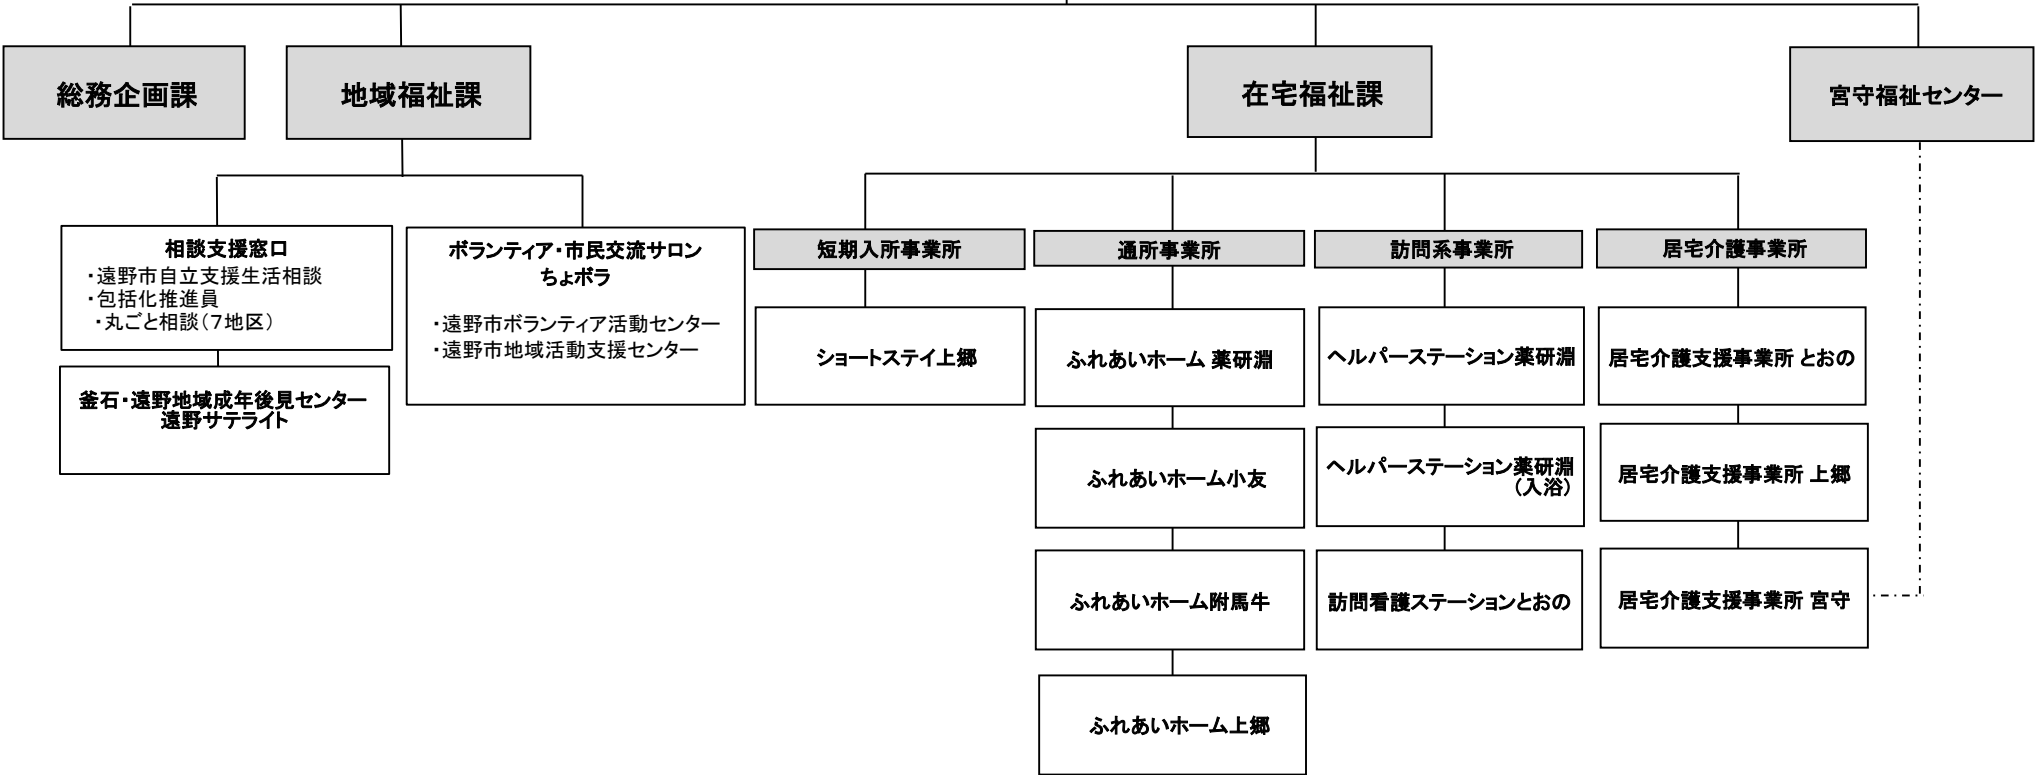 総務企画課
地域福祉課
在宅福祉課
宮守福祉センター
相談支援窓口
・遠野市自立支援生活相談
・包括化推進員
・丸ごと相談（７地区）
釜石・遠野地域成年後見センター
遠野サテライト
ボランティア・市民交流サロン
ちょボラ
・遠野市ボランティア活動センター
・遠野市地域活動支援センター
短期入所事業所
ショートステイ上郷
通所事業所
ふれあいホーム 薬研淵
ふれあいホーム小友
ふれあいホーム附馬牛
ふれあいホーム上郷
訪問系事業所
ヘルパーステーション薬研淵
ヘルパーステーション薬研淵
（入浴）
訪問看護ステーションとおの
居宅介護事業所
居宅介護支援事業所 とおの
居宅介護支援事業所 上郷
居宅介護支援事業所 宮守